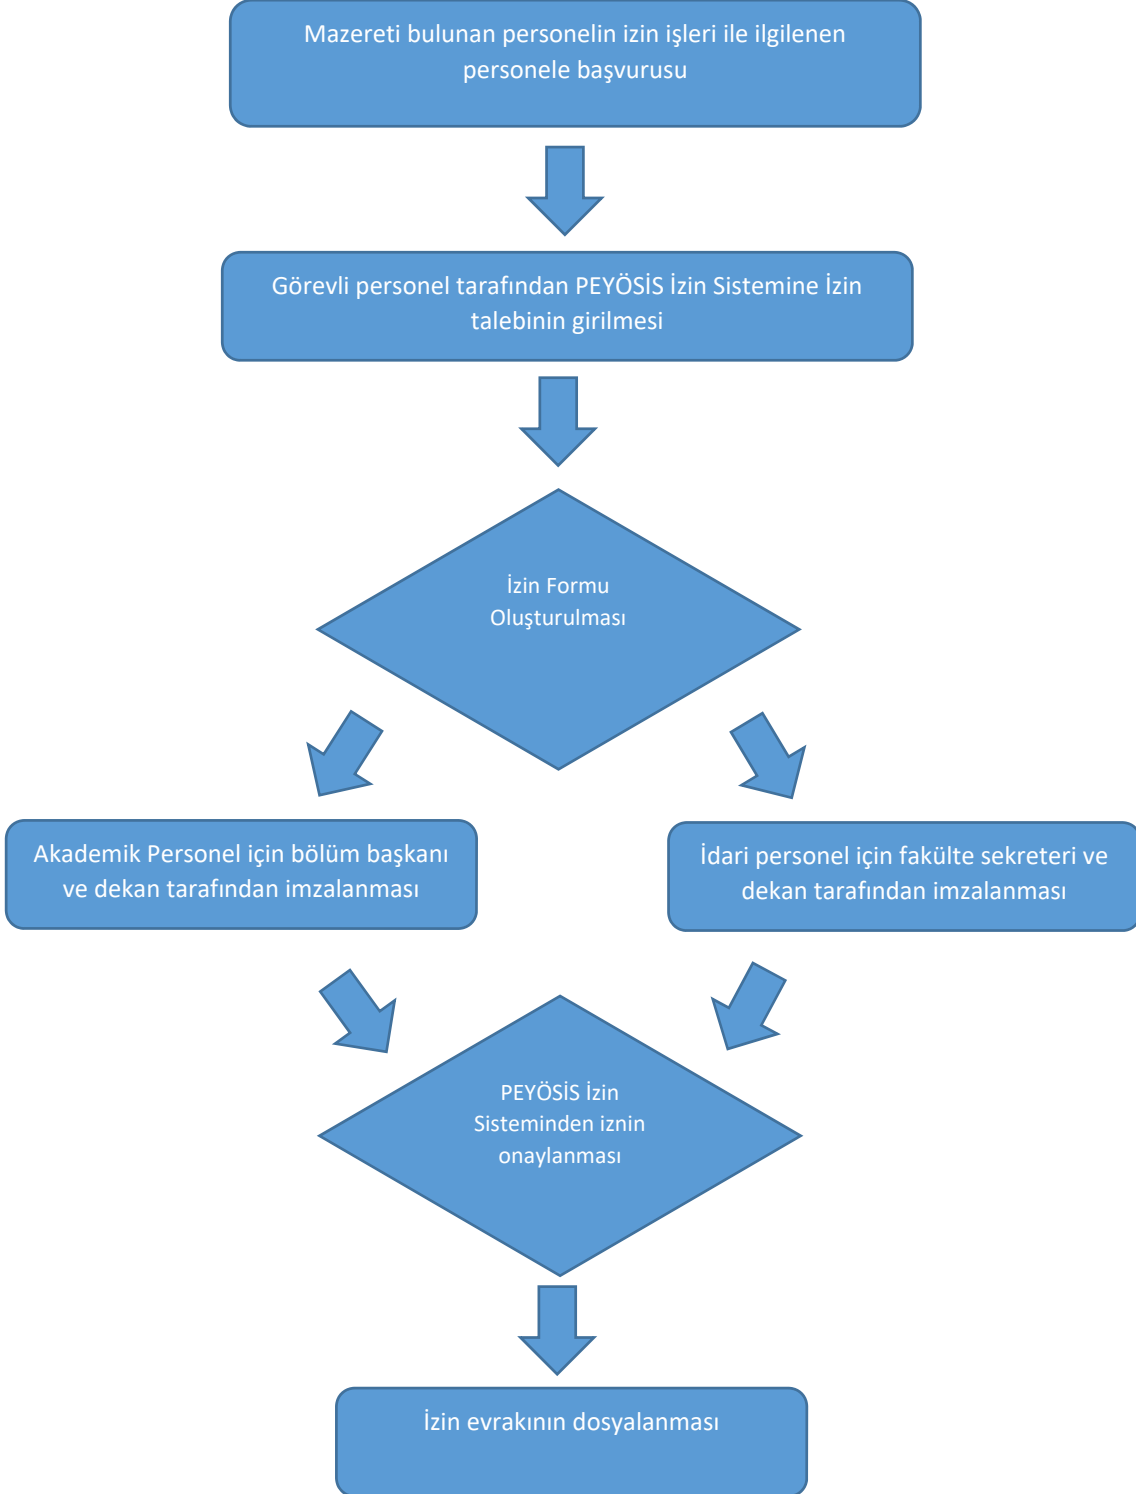 Mazereti bulunan personelin izin işleri ile ilgilenen
personele başvurusu
Görevli personel tarafından PEYÖSİS İzin Sistemine İzin
talebinin girilmesi
İzin Formu
Oluşturulması
Akademik Personel için bölüm başkanı
ve dekan tarafından imzalanması
İdari personel için fakülte sekreteri ve
dekan tarafından imzalanması
PEYÖSİS İzin
Sisteminden iznin
onaylanması
İzin evrakının dosyalanması